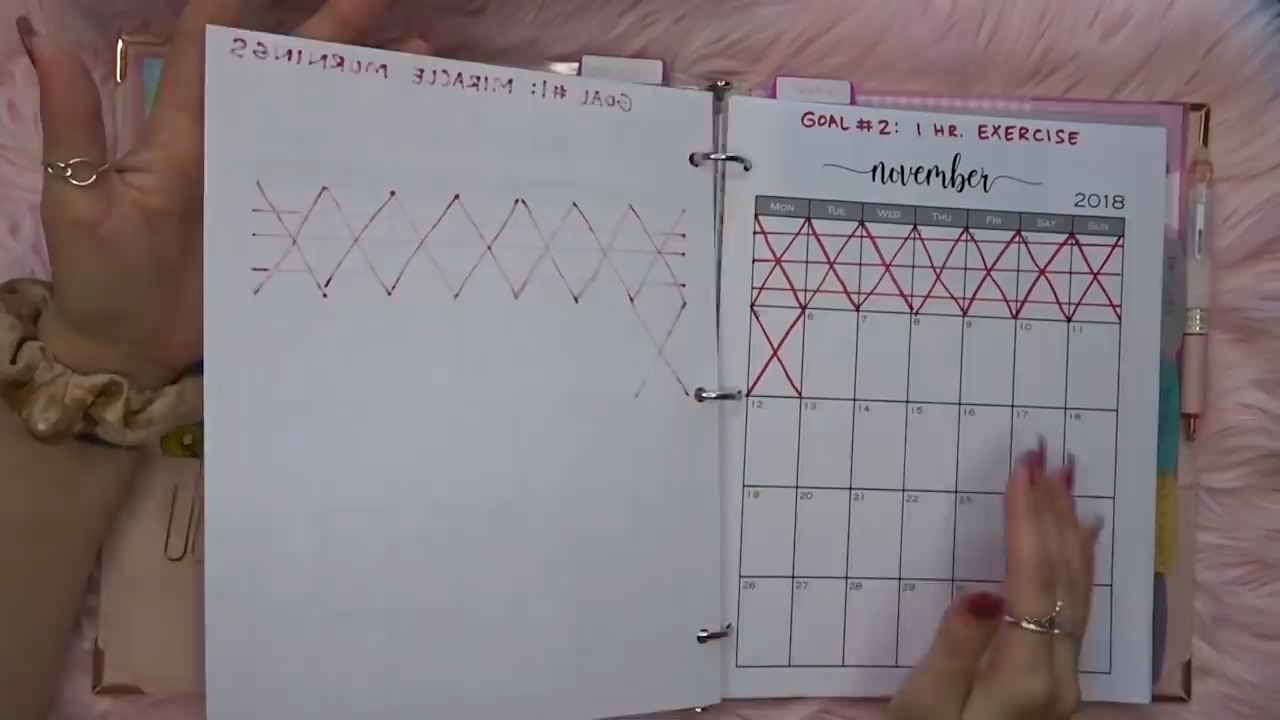 GOAL #1: MIRACLE MORNINGS
GOAL #2: 1 HR. EXERCISE
november
2018
MON TUE WED THU FRI SAT SUN
5 6 7 8 9 10 11
12 13 14 15 16 17 18
19 20 21 22 23
26 27 28 29